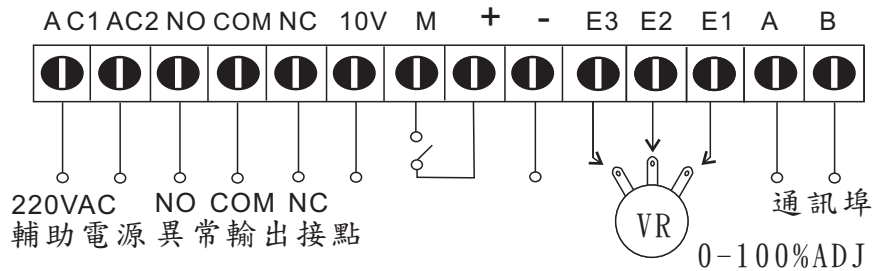 AC1 AC2 NO COM NC 10V M + - E3 E2 E1 A B
220VAC NO COM NC 通訊埠
輔助電源 異常輸出接點 VR
0-100%ADJ